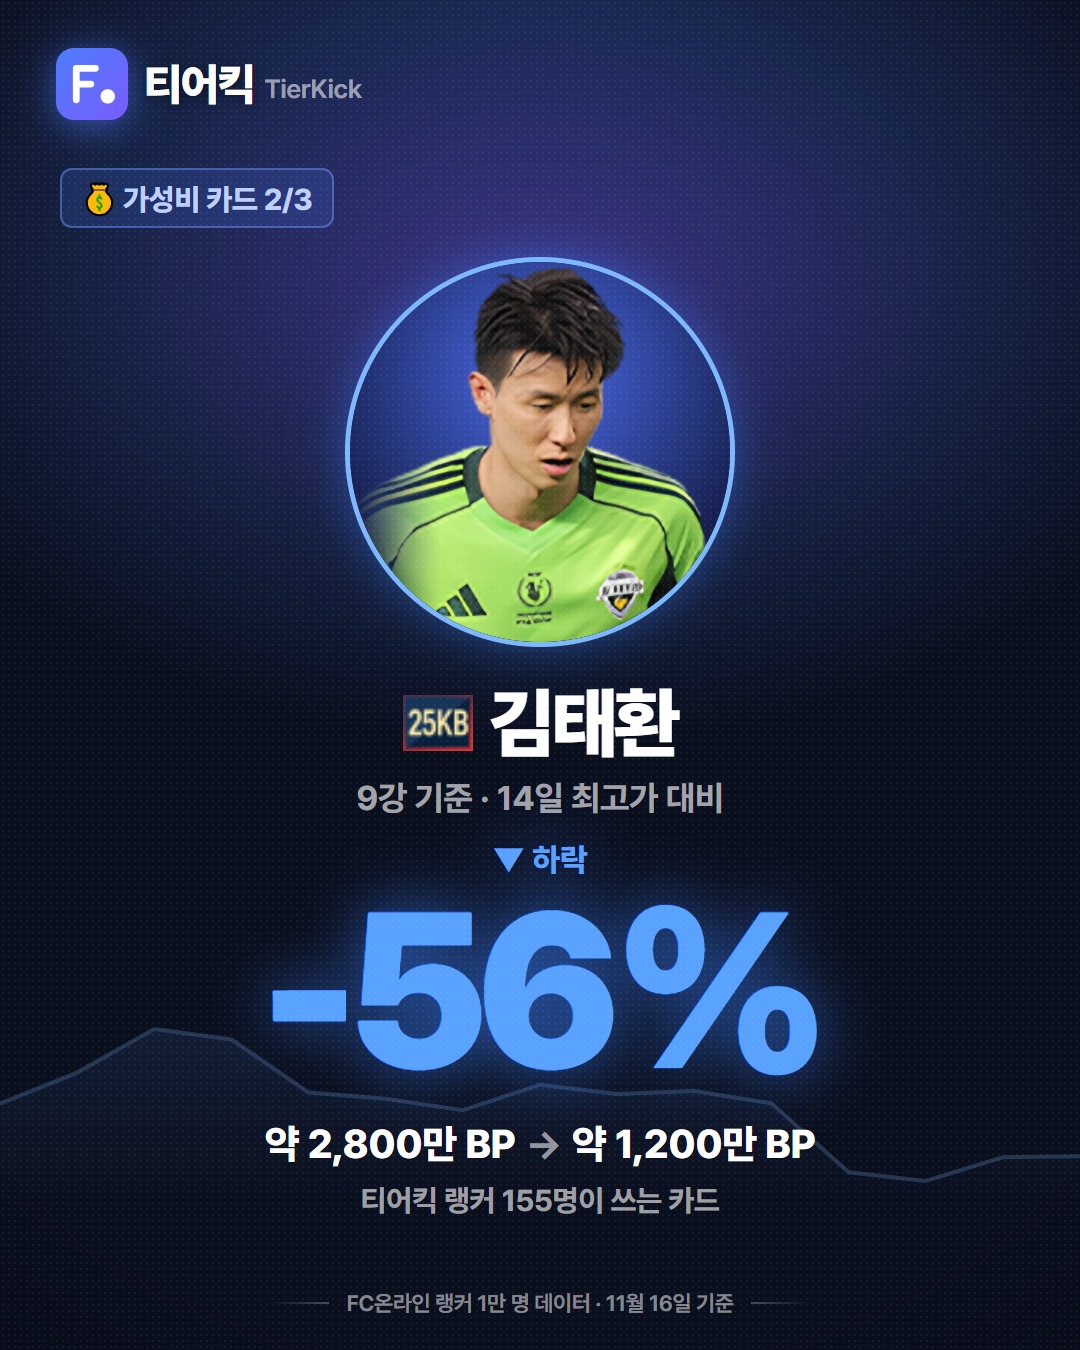 F. 티어킥 TierKick
💰 가성비 카드 2/3
25KB 김태환
9강 기준 · 14일 최고가 대비
▼ 하락
-56%
약 2,800만 BP → 약 1,200만 BP
티어킥 랭커 155명이 쓰는 카드
FC온라인 랭커 1만 명 데이터 · 11월 16일 기준